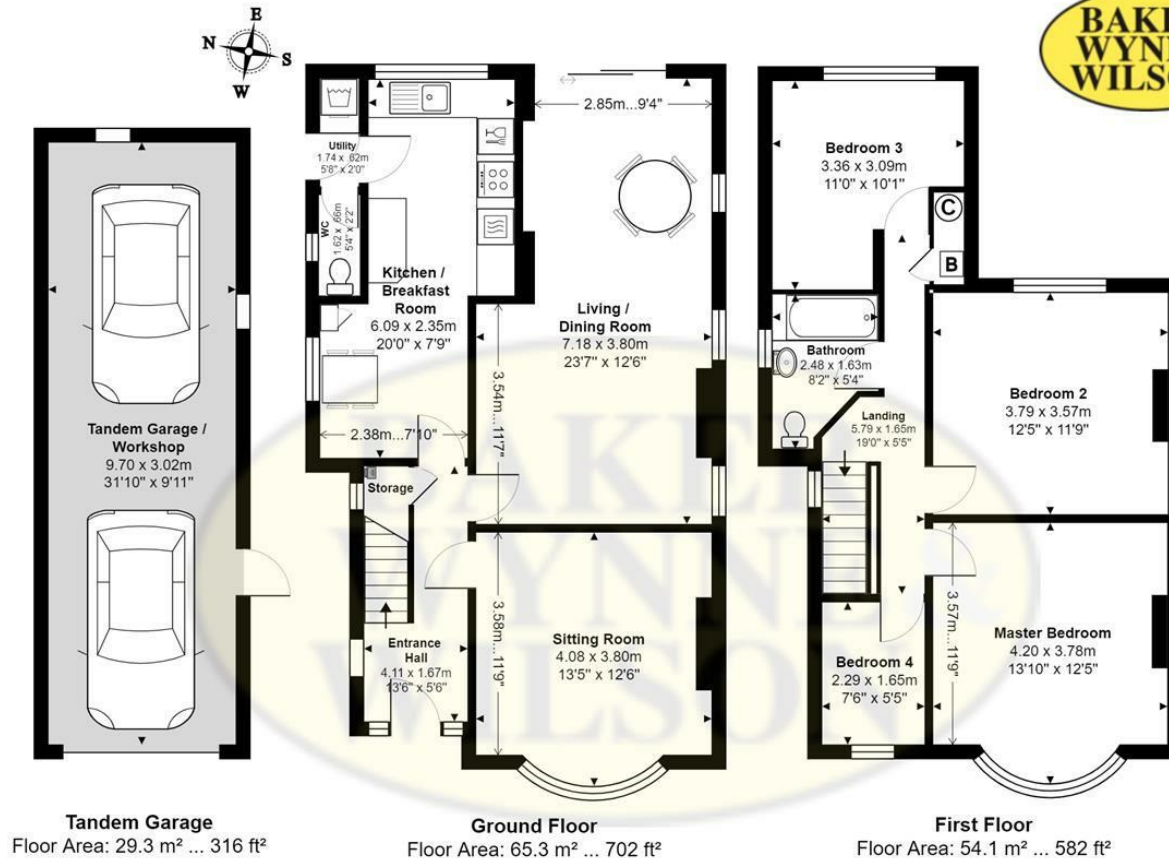 E
N
S
W
BAKE
WYN
WILSO
Utility
1.74 x .62m
5'8" x 2'0"
WC
1.62 x .66m
5'4" x 2'2"
Kitchen /
Breakfast
Room
6.09 x 2.35m
20'0" x 7'9"
2.38m...7'10"
2.85m...9'4"
Living /
Dining Room
7.18 x 3.80m
23'7" x 12'6"
3.54m...11'7"
Storage
Entrance
Hall
4.11 x 1.67m
13'6" x 5'6"
3.58m...11'9"
Sitting Room
4.08 x 3.80m
13'5" x 12'6"
Tandem Garage /
Workshop
9.70 x 3.02m
31'10" x 9'11"
Bedroom 3
3.36 x 3.09m
11'0" x 10'1"
C
B
Bathroom
2.48 x 1.63m
8'2" x 5'4"
Landing
5.79 x 1.65m
19'0" x 5'5"
Bedroom 2
3.79 x 3.57m
12'5" x 11'9"
3.57m...11'9"
Master Bedroom
4.20 x 3.78m
13'10" x 12'5"
Bedroom 4
2.29 x 1.65m
7'6" x 5'5"
BAKER
WYNNE &
WILSON
Tandem Garage
Floor Area: 29.3 m² ... 316 ft²
Ground Floor
Floor Area: 65.3 m² ... 702 ft²
First Floor
Floor Area: 54.1 m² ... 582 ft²